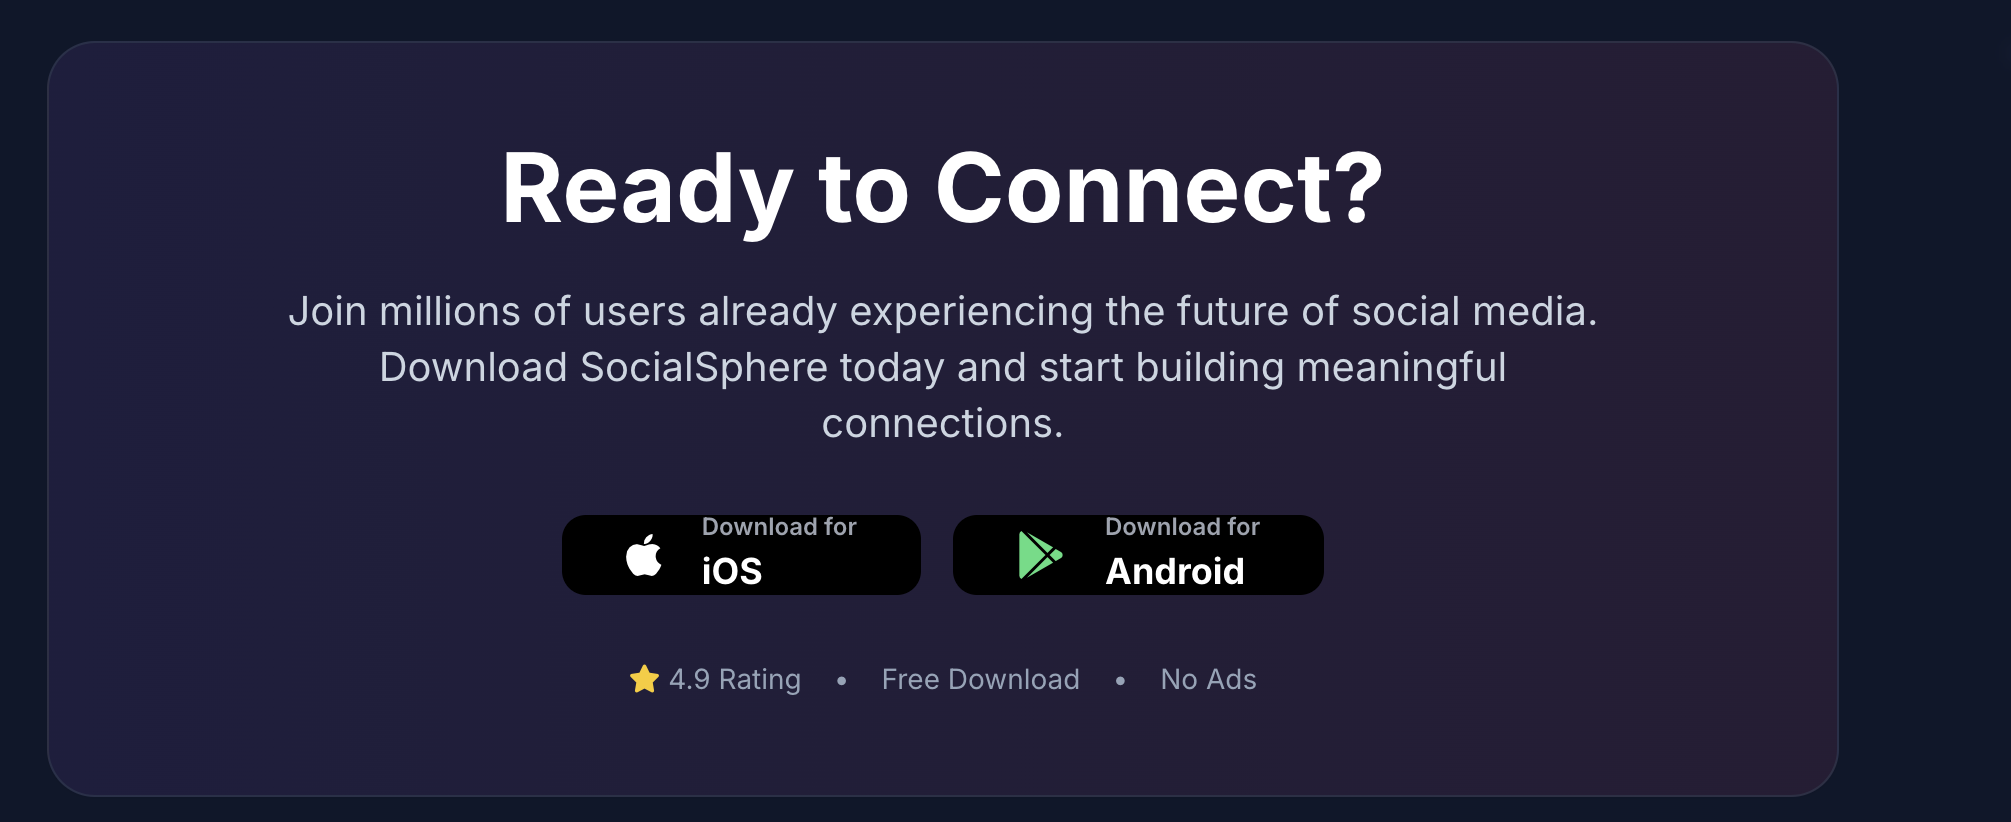 Ready to Connect?
Join millions of users already experiencing the future of social media.
Download SocialSphere today and start building meaningful
connections.
Download for
iOS
Download for
Android
⭐ 4.9 Rating • Free Download • No Ads